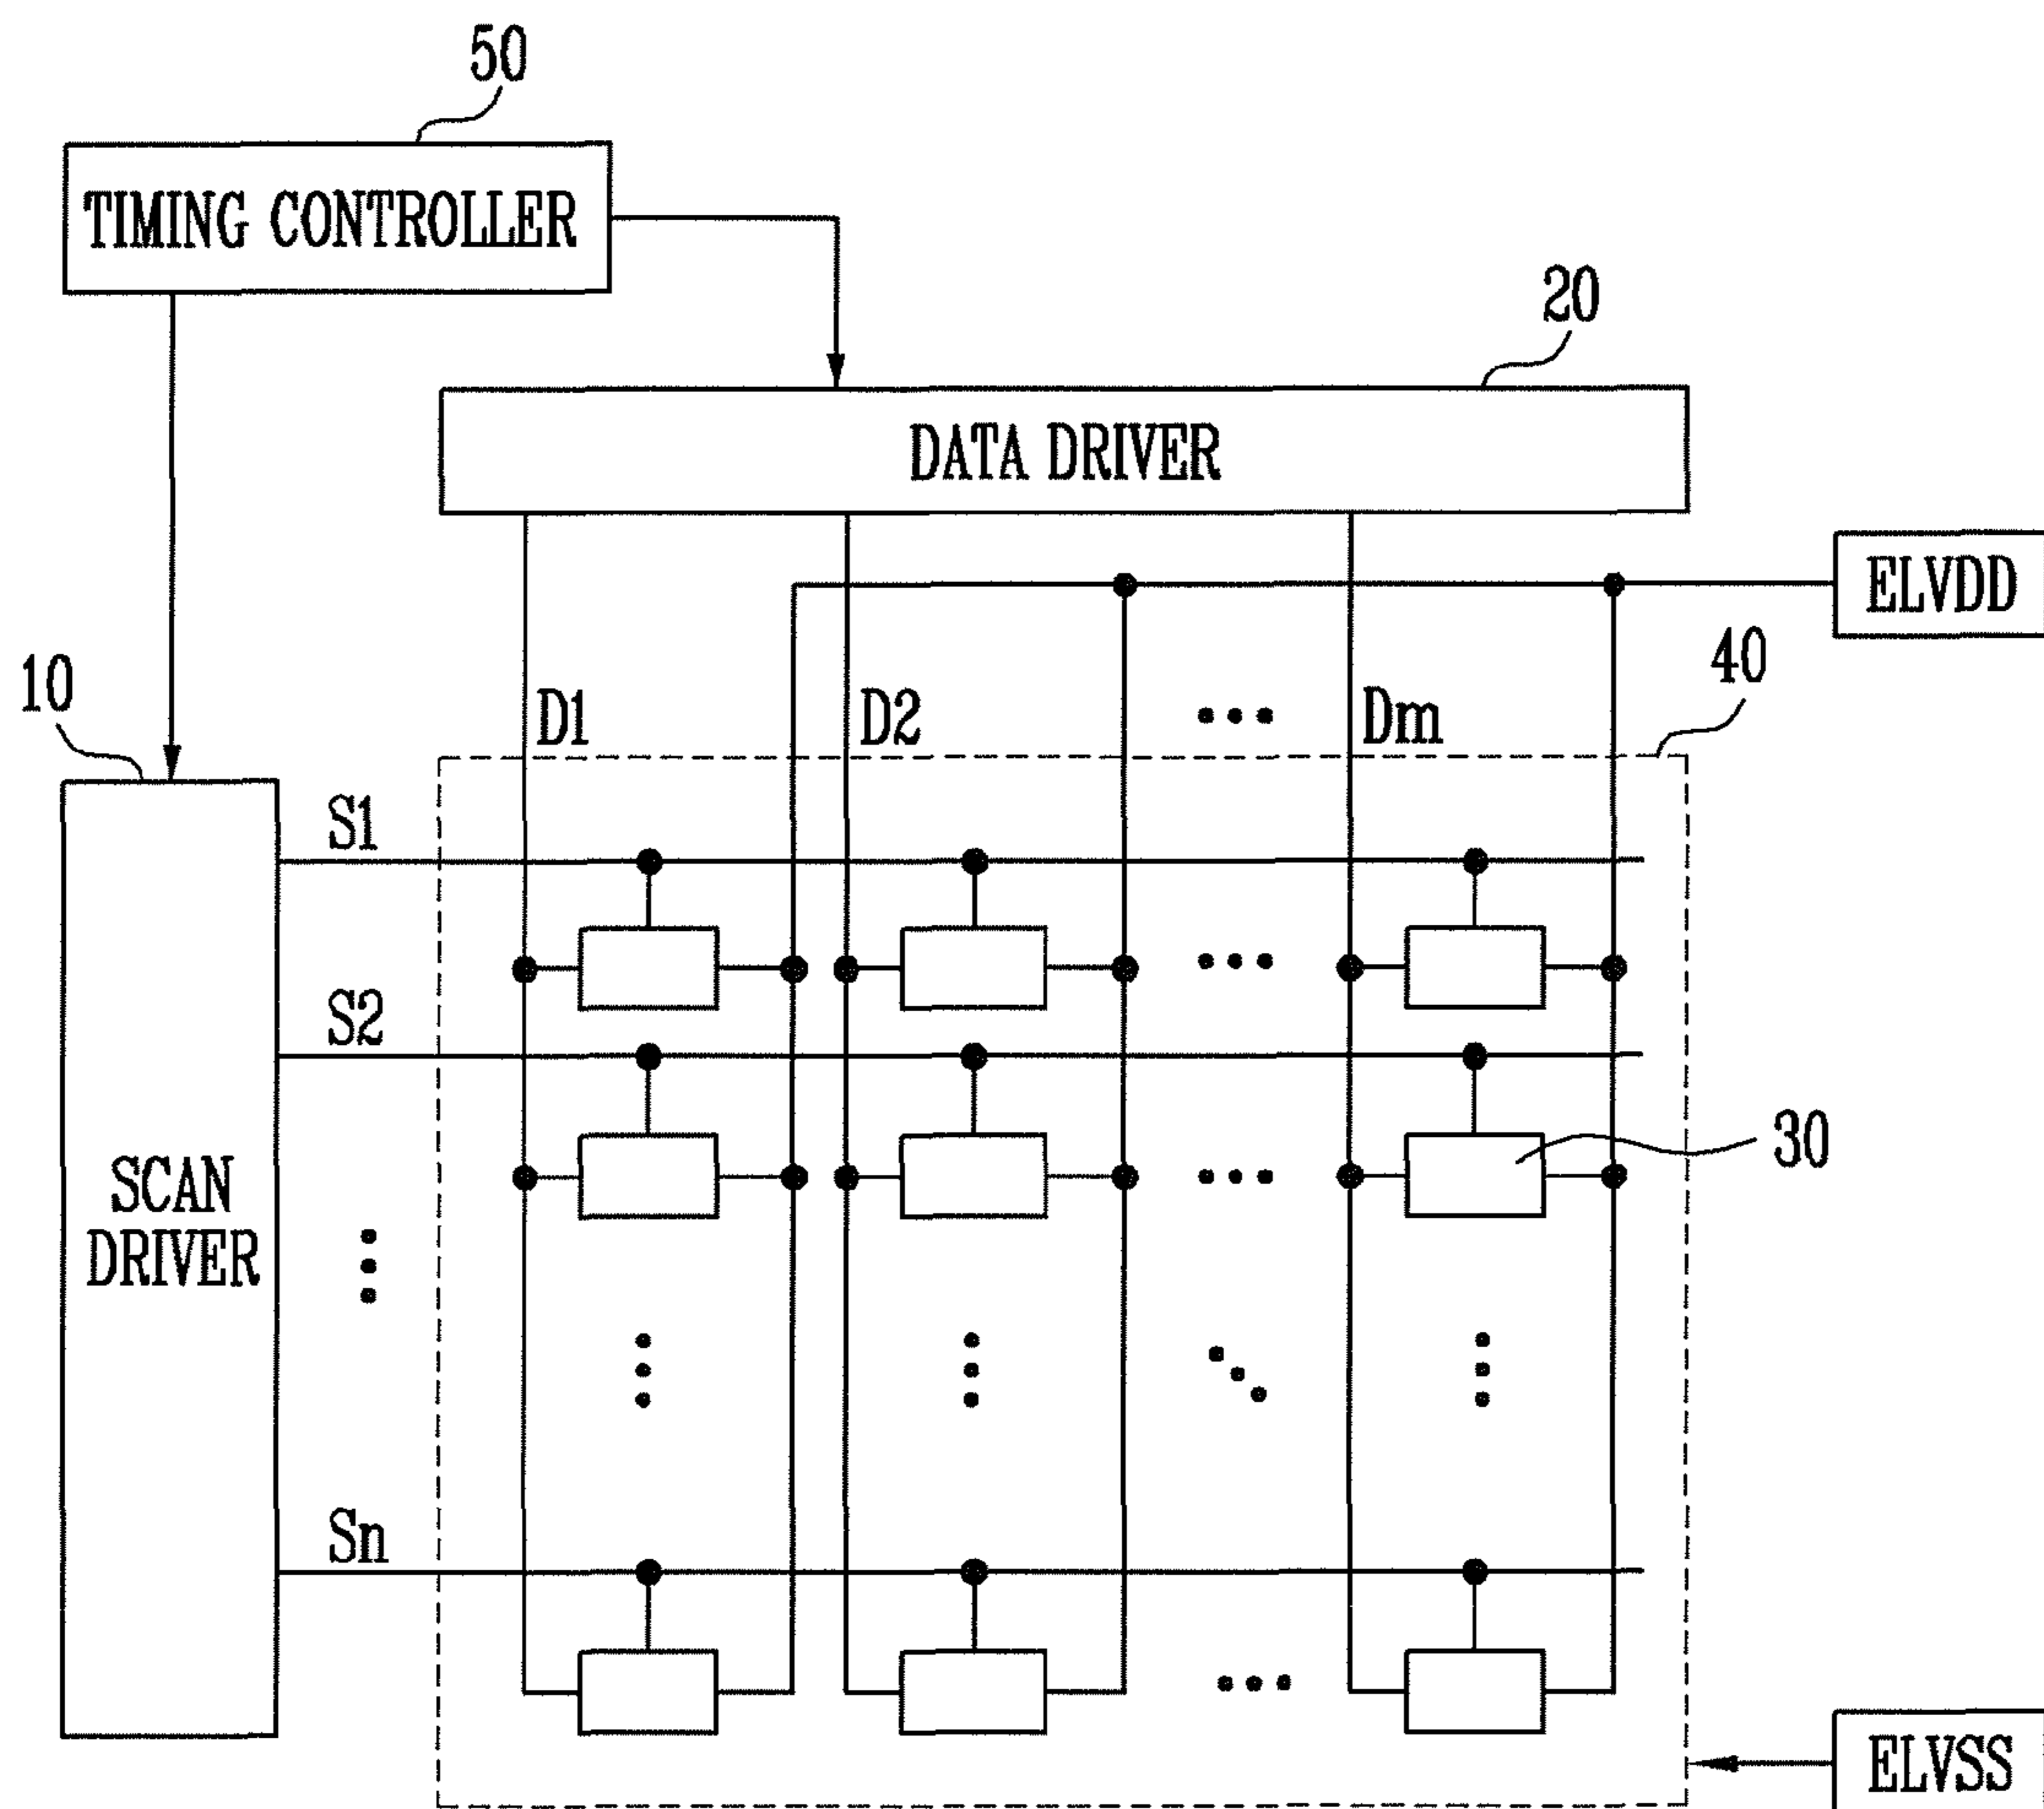 50
TIMING CONTROLLER
20
DATA DRIVER
ELVDD
40
10
D1
D2
Dm
S1
S2
30
SCAN
DRIVER
Sn
ELVSS